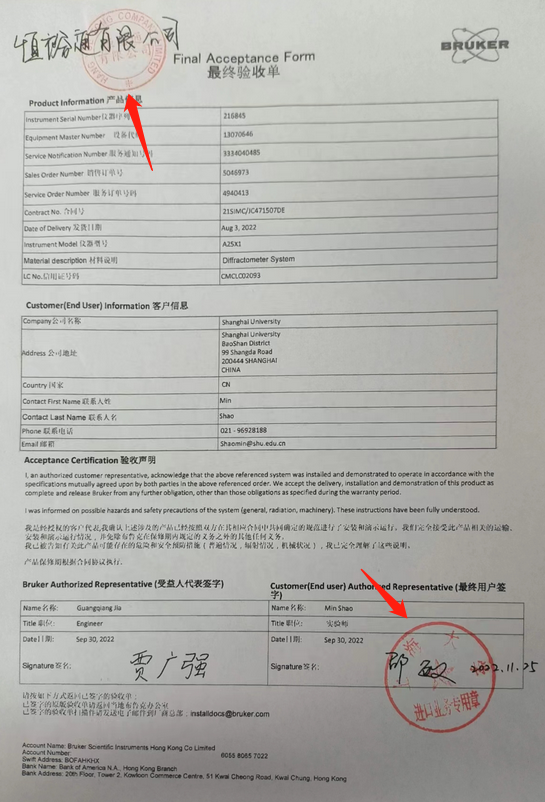 恒裕通有限公司
HANG
COMPANY LIMITED
有限公司
BRUKER
Final Acceptance Form
最终验收单
Product Information 产品信息
Instrument Serial Number仪器序列 216845
Equipment Master Number 设备代码 13070646
Service Notification Number 服务通知号码 3334040485
Sales Order Number 销售订单号 5046973
Service Order Number 服务订单号码 4940413
Contract No. 合同号 21SIMC/JC471507DE
Date of Delivery 发货日期 Aug 3, 2022
Instrument Model 仪器型号 A25X1
Material description 材料说明 Diffractometer System
LC No.信用证号码 CMCLC02093
Customer(End User) Information 客户信息
Company公司名称 Shanghai University
Address 公司地址 Shanghai University
BaoShan District
99 Shangda Road
200444 SHANGHAI
CHINA
Country 国家 CN
Contact First Name 联系人姓 Min
Contact Last Name 联系人名 Shao
Phone 联系电话 021 - 96928188
Email 邮箱 Shaomin@shu.edu.cn
Acceptance Certification 验收声明
I, an authorized customer representative, acknowledge that the above referenced system was installed and demonstrated to operate in accordance with the
specifications mutually agreed upon by both parties in the above referenced order. We accept the delivery, installation and demonstration of this product as
complete and release Bruker from any further obligation, other than those obligations as specified during the warranty period.
I was informed on possible hazards and safety precautions of the system (general, radiation, machinery). These instructions have been fully understood.
我是经授权的客户代表,我确认上述涉及的产品已经按照双方在其相应合同中共同确定的规范进行了安装和演示运行。我们完全接受此产品相关的运输,
安装和演示运行情况,并免除布鲁克在保修期内规定的义务之外的其他任何义务。
我已被告知有关此产品可能存在的危险和安全预防措施(普通情况,辐射情况,机械状况),我已完全理解了这些说明。
产品保修期根据合同协议执行。
Bruker Authorized Representative (受益人代表签字)
Customer(End user) Authorized Representative (最终用户签
字)
Name名称: Guangqiang Jia
Name 名称: Min Shao
Title 职位: Engineer
Title 职位: 实验师
Date日期: Sep 30, 2022
Date日期: Sep 30, 2022
Signature签名: 贾广强
Signature签名: 邵敏 2022.11.25
上海大
进口业务专用章
请按如下方式返回已签字的验收单:
已签字的原版验收单请返回当地布鲁克办公室
已签字的验收单扫描件请发送电子邮件到厂商总部: installdocs@bruker.com
Account Name: Bruker Scientific Instruments Hong Kong Co Limited
Account Number: 6055 8065 7022
Swift Address: BOFAHKHX
Bank Name: Bank of America N.A., Hong Kong Branch
Bank Address: 20th Floor, Tower 2, Kowloon Commerce Centre, 51 Kwai Cheong Road, Kwai Chung, Hong Kong